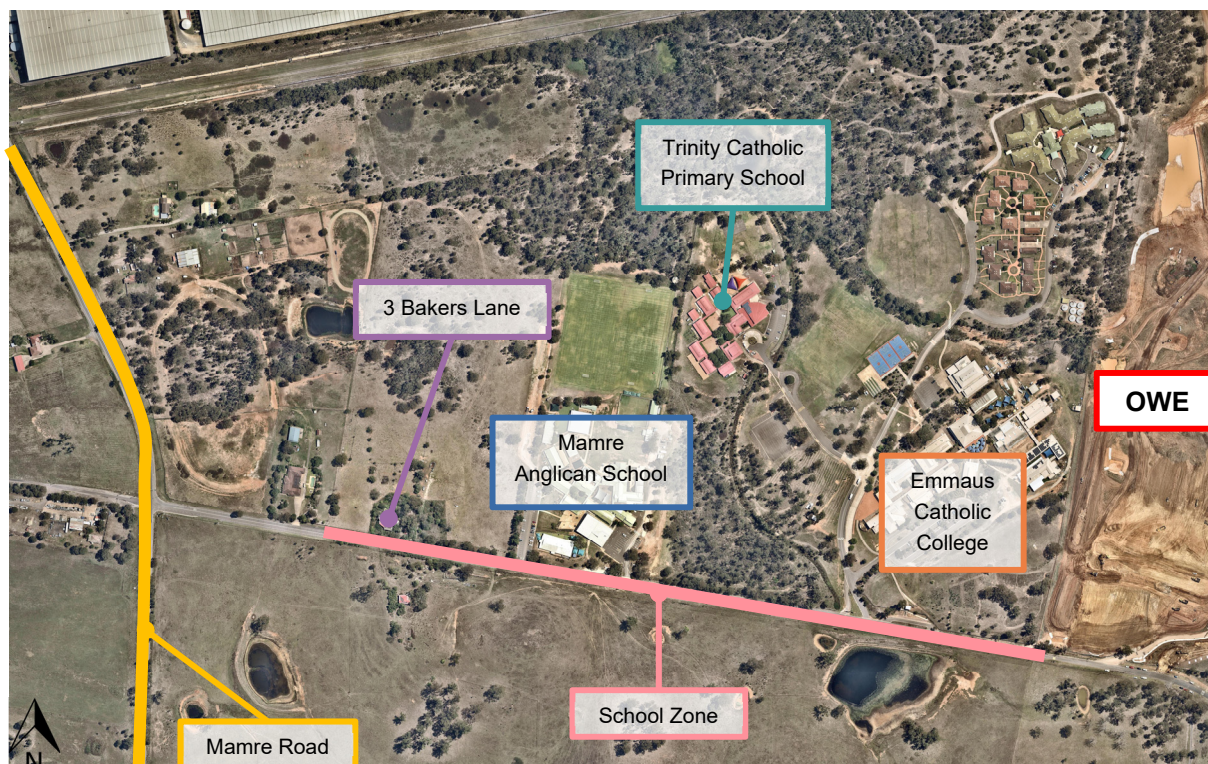 Trinity Catholic
Primary School
3 Bakers Lane
OWE
Mamre
Anglican School
Emmaus
Catholic
College
School Zone
Mamre Road
N